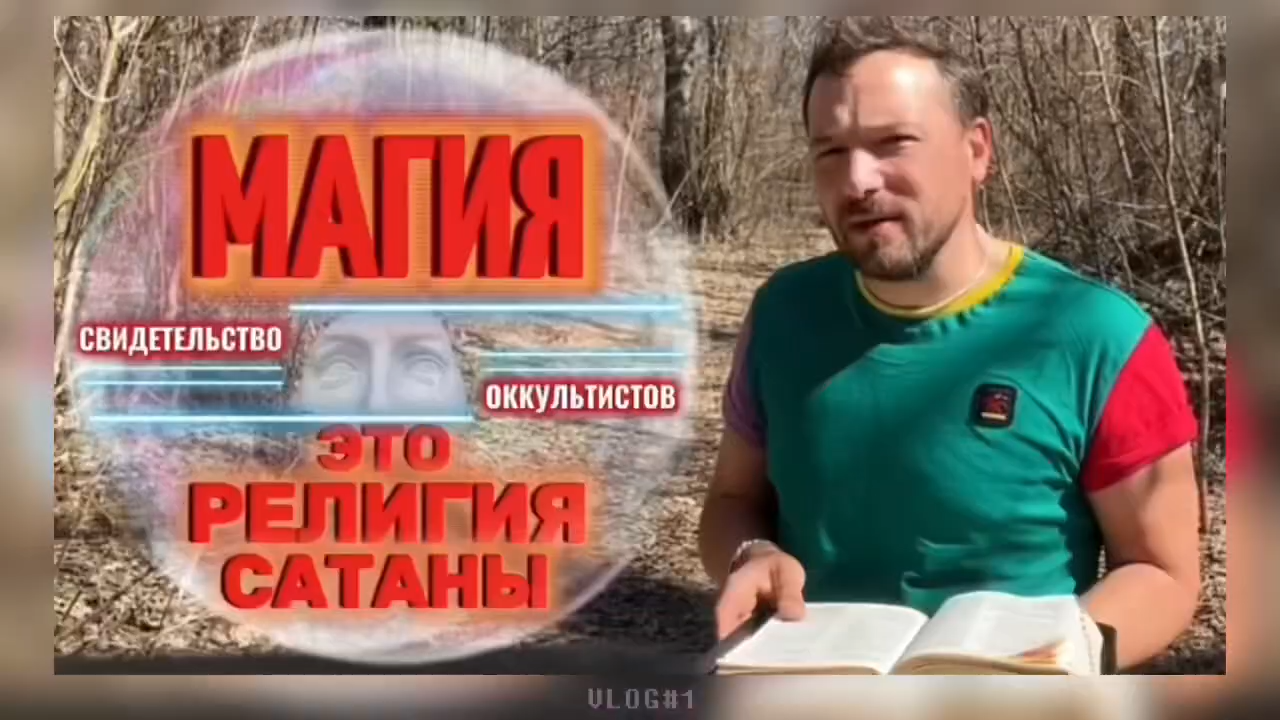 МАГИЯ
СВИДЕТЕЛЬСТВО
ОККУЛЬТИСТОВ
ЭТО
РЕЛИГИЯ
САТАНЫ
VLOG#1